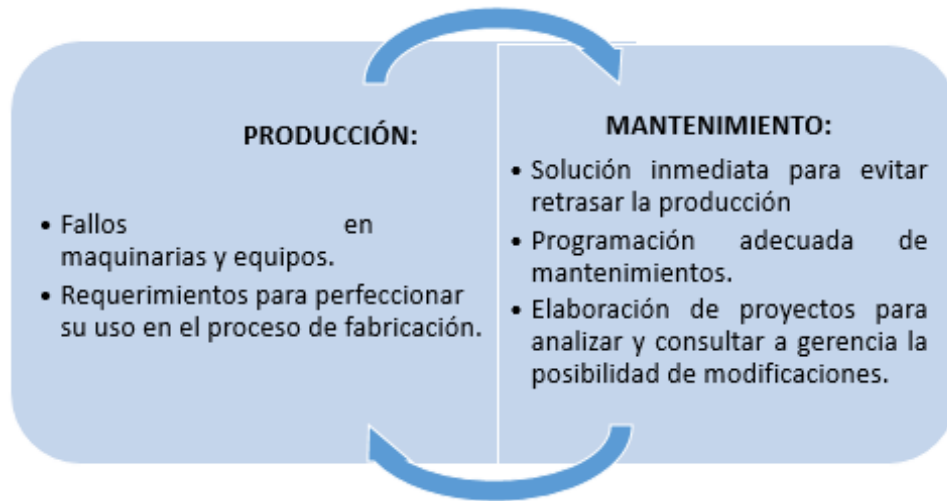 PRODUCCIÓN:
• Fallos en
maquinarias y equipos.
• Requerimientos para perfeccionar
su uso en el proceso de fabricación.
MANTENIMIENTO:
• Solución inmediata para evitar
retrasar la producción
• Programación adecuada de
mantenimientos.
• Elaboración de proyectos para
analizar y consultar a gerencia la
posibilidad de modificaciones.